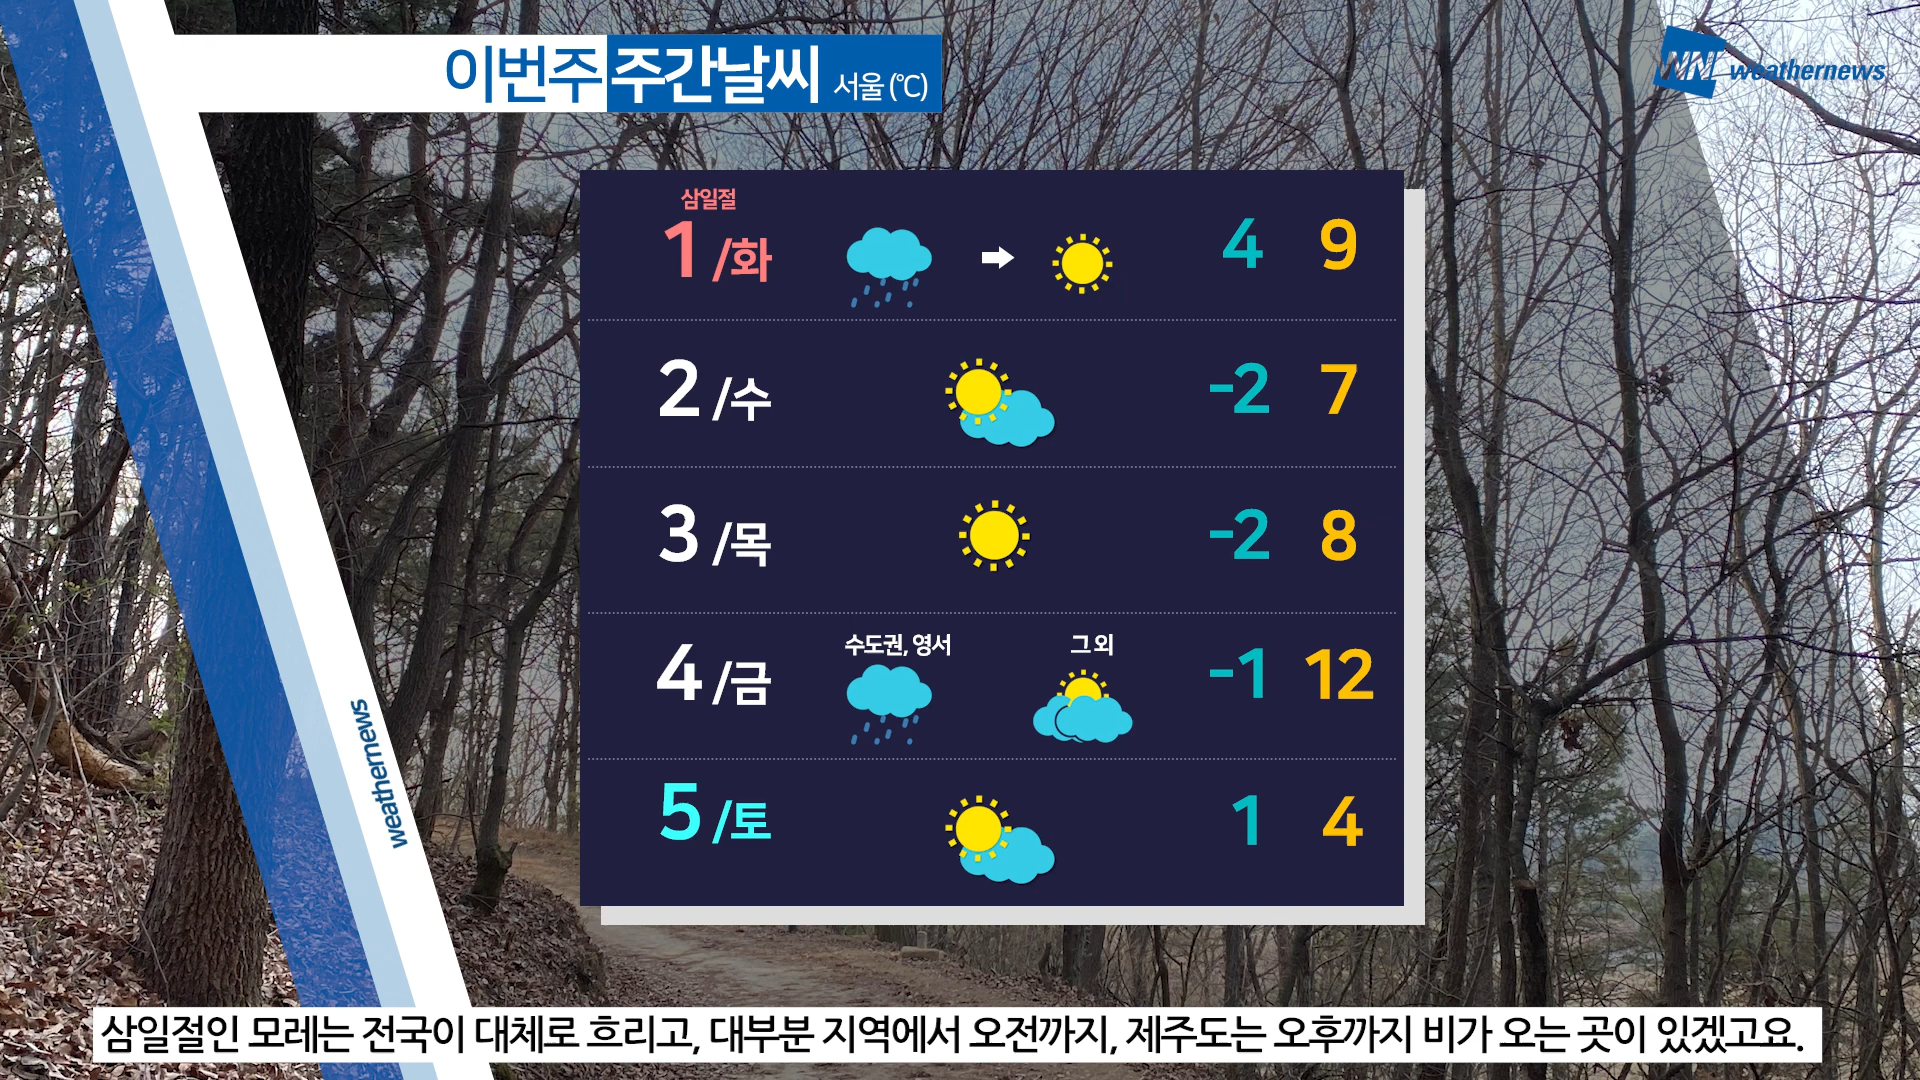 이번주 주간날씨 서울 (℃)
weathernews
삼일절
1 /화 4 9
2 /수 -2 7
3 /목 -2 8
수도권, 영서 그 외
4 /금 -1 12
5 /토 1 4
weathernews
삼일절인 모레는 전국이 대체로 흐리고, 대부분 지역에서 오전까지, 제주도는 오후까지 비가 오는 곳이 있겠고요.